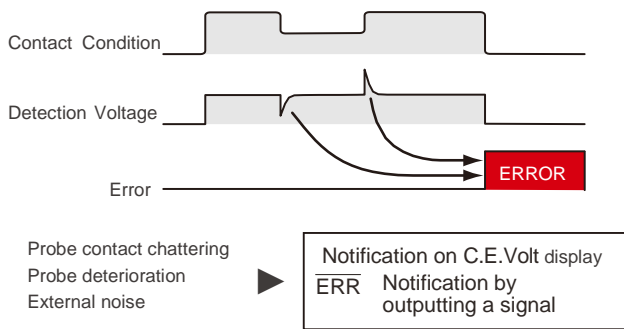 Contact Condition
Detection Voltage
Error
ERROR
Probe contact chattering
Probe deterioration
External noise
Notification on C.E.Volt display
ERR Notification by
outputting a signal